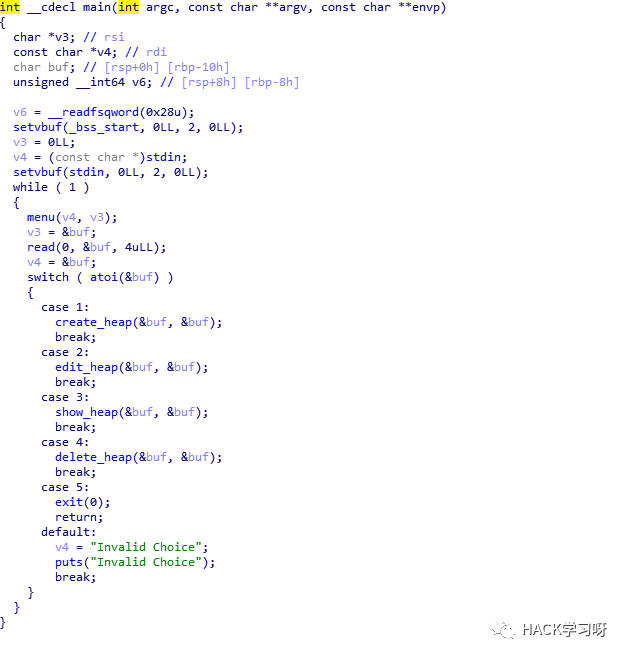 int __cdecl main(int argc, const char **argv, const char **envp)
{
  char *v3; // rsi
  const char *v4; // rdi
  char buf; // [rsp+0h] [rbp-10h]
  unsigned __int64 v6; // [rsp+8h] [rbp-8h]

  v6 = __readfsqword(0x28u);
  setvbuf(_bss_start, 0LL, 2, 0LL);
  v3 = 0LL;
  v4 = (const char *)stdin;
  setvbuf(stdin, 0LL, 2, 0LL);
  while ( 1 )
  {
    menu(v4, v3);
    v3 = &buf;
    read(0, &buf, 4uLL);
    v4 = &buf;
    switch ( atoi(&buf) )
    {
      case 1:
        create_heap(&buf, &buf);
        break;
      case 2:
        edit_heap(&buf, &buf);
        break;
      case 3:
        show_heap(&buf, &buf);
        break;
      case 4:
        delete_heap(&buf, &buf);
        break;
      case 5:
        exit(0);
        return;
      default:
        v4 = "Invalid Choice";
        puts("Invalid Choice");
        break;
    }
  }
}
HACK学习呀